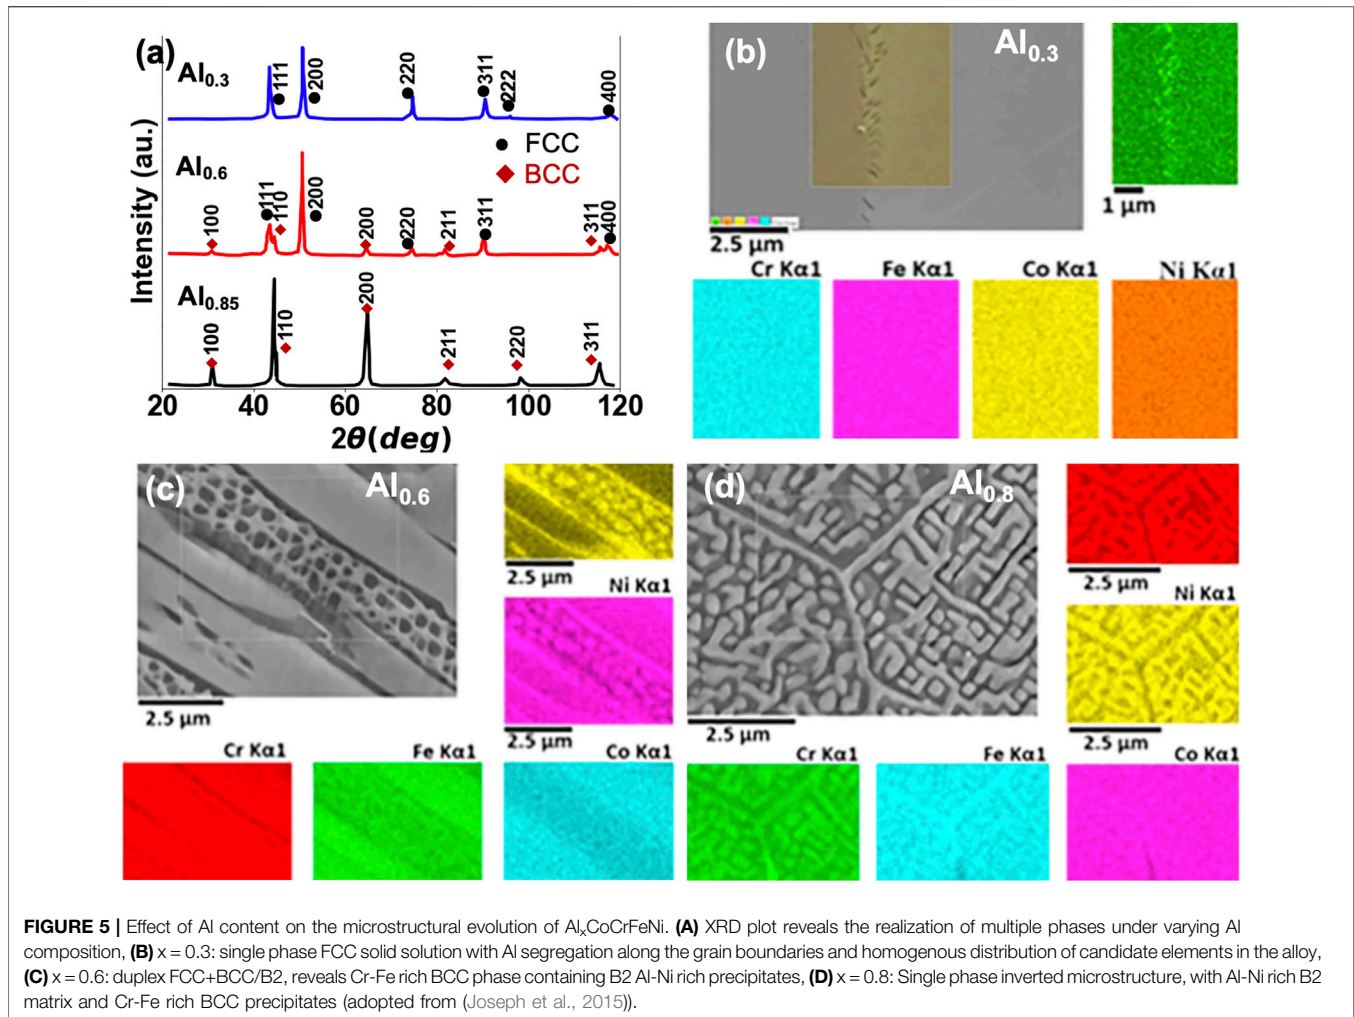 (a)
Al0.3
111
200
220
311
222
400
FCC
BCC
Al0.6
100
111
110
200
200
220
211
311
311
400
Al0.85
100
110
200
211
220
311
Intensity (au.)
20 40 60 80 100 120
2θ(deg)
(b)
Al0.3
2.5 µm
1 µm
Cr Kα1 Fe Kα1 Co Kα1 Ni Kα1
(c)
Al0.6
2.5 µm
2.5 µm
Ni Kα1
2.5 µm
Cr Kα1 Fe Kα1 Co Kα1
(d)
Al0.8
2.5 µm
2.5 µm
Ni Kα1
2.5 µm
Cr Kα1 Fe Kα1 Co Kα1
FIGURE 5 | Effect of Al content on the microstructural evolution of AlxCoCrFeNi. (A) XRD plot reveals the realization of multiple phases under varying Al
composition, (B) x = 0.3: single phase FCC solid solution with Al segregation along the grain boundaries and homogenous distribution of candidate elements in the alloy,
(C) x = 0.6: duplex FCC+BCC/B2, reveals Cr-Fe rich BCC phase containing B2 Al-Ni rich precipitates, (D) x = 0.8: Single phase inverted microstructure, with Al-Ni rich B2
matrix and Cr-Fe rich BCC precipitates (adopted from (Joseph et al., 2015)).